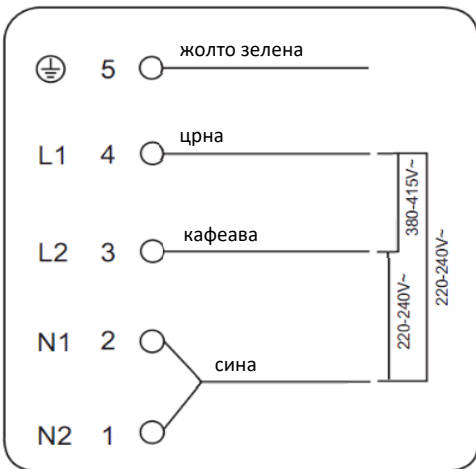 5 жолто зелена
L1 4 црна
380-415V~
220-240V~
L2 3 кафеава
220-240V~
N1 2
сина
N2 1